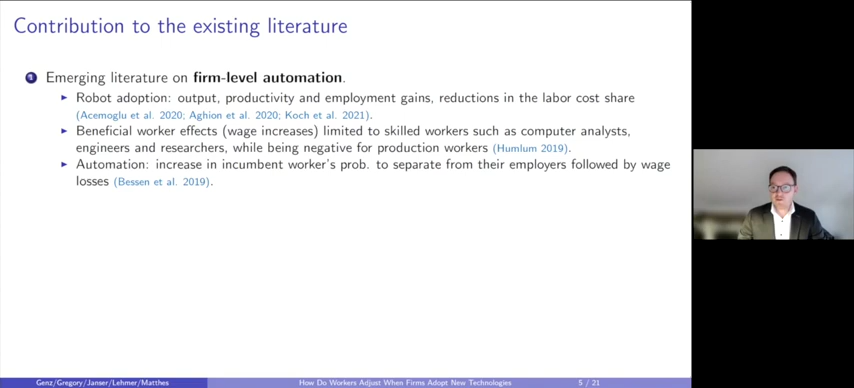 Contribution to the existing literature
1 Emerging literature on firm-level automation.
▶ Robot adoption: output, productivity and employment gains, reductions in the labor cost share
(Acemoglu et al. 2020; Aghion et al. 2020; Koch et al. 2021).
▶ Beneficial worker effects (wage increases) limited to skilled workers such as computer analysts,
engineers and researchers, while being negative for production workers (Humlum 2019).
▶ Automation: increase in incumbent worker's prob. to separate from their employers followed by wage
losses (Bessen et al. 2019).
Genz/Gregory/Janser/Lehmer/Matthes How Do Workers Adjust When Firms Adopt New Technologies 5 / 21